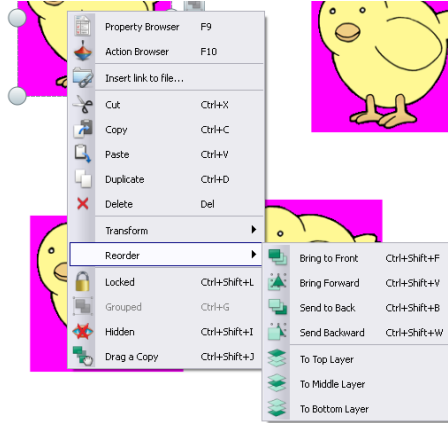 Property Browser F9
Action Browser F10
Insert link to file...
Cut Ctrl+X
Copy Ctrl+C
Paste Ctrl+V
Duplicate Ctrl+D
Delete Del
Transform
Reorder
Locked Ctrl+Shift+L
Grouped Ctrl+G
Hidden Ctrl+Shift+I
Drag a Copy Ctrl+Shift+J
Bring to Front Ctrl+Shift+F
Bring Forward Ctrl+Shift+V
Send to Back Ctrl+Shift+B
Send Backward Ctrl+Shift+W
To Top Layer
To Middle Layer
To Bottom Layer